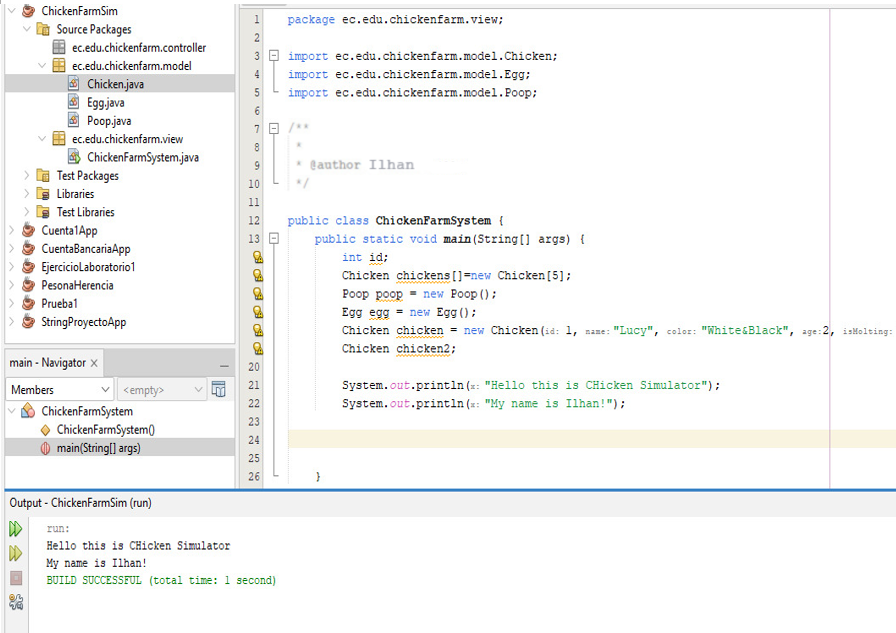 ChickenFarmSim
Source Packages
ec.edu.chickenfarm.controller
ec.edu.chickenfarm.model
Chicken.java
Egg.java
Poop.java
ec.edu.chickenfarm.view
ChickenFarmSystem.java
Test Packages
Libraries
Test Libraries
Cuenta1App
CuentaBancariaApp
EjercicioLaboratorio1
PesonaHerencia
Prueba1
StringProyectoApp
main - Navigator ×
Members
<empty>
ChickenFarmSystem
ChickenFarmSystem()
main(String[] args)
1 package ec.edu.chickenfarm.view;
2
3 import ec.edu.chickenfarm.model.Chicken;
4 import ec.edu.chickenfarm.model.Egg;
5 import ec.edu.chickenfarm.model.Poop;
6
7 /**
8 *
9 * @author Ilhan
10 */
11
12 public class ChickenFarmSystem {
13 public static void main(String[] args) {
int id;
Chicken chickens[]=new Chicken[5];
Poop poop = new Poop();
Egg egg = new Egg();
Chicken chicken = new Chicken(id: 1, name: "Lucy", color: "White&Black", age: 2, isMolting:
Chicken chicken2;
20
21 System.out.println(x: "Hello this is CHicken Simulator");
22 System.out.println(x: "My name is Ilhan!");
23
24
25
26 }
Output - ChickenFarmSim (run)
run:
Hello this is CHicken Simulator
My name is Ilhan!
BUILD SUCCESSFUL (total time: 1 second)